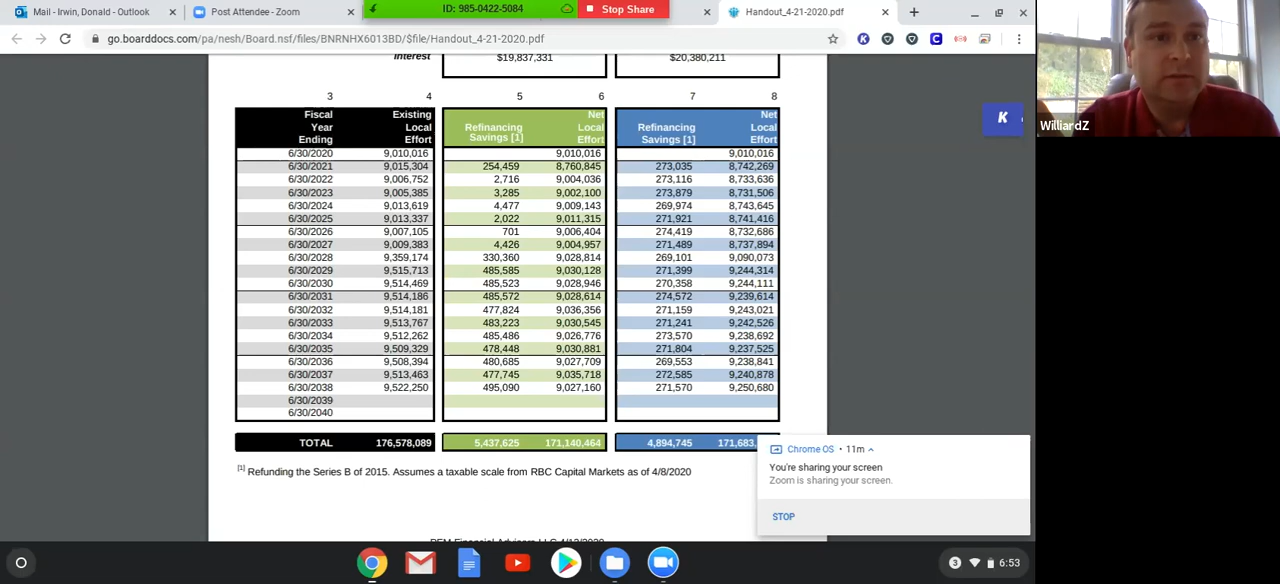 Mail - Irwin, Donald - Outlook
Post Attendee - Zoom
ID: 985-0422-5084
Stop Share
Handout_4-21-2020.pdf
go.boarddocs.com/pa/nesh/Board.nsf/files/BNRNHX6013BD/$file/Handout_4-21-2020.pdf
Interest $19,837,331 $20,380,211
3 4 5 6 7 8
Fiscal Existing Net Net
Year Local Refinancing Local Refinancing Local
Ending Effort Savings [1] Effort Savings [1] Effort
6/30/2020 9,010,016 9,010,016 9,010,016
6/30/2021 9,015,304 254,459 8,760,845 273,035 8,742,269
6/30/2022 9,006,752 2,716 9,004,036 273,116 8,733,636
6/30/2023 9,005,385 3,285 9,002,100 273,879 8,731,506
6/30/2024 9,013,619 4,477 9,009,143 269,974 8,743,645
6/30/2025 9,013,337 2,022 9,011,315 271,921 8,741,416
6/30/2026 9,007,105 701 9,006,404 274,419 8,732,686
6/30/2027 9,009,383 4,426 9,004,957 271,489 8,737,894
6/30/2028 9,359,174 330,360 9,028,814 269,101 9,090,073
6/30/2029 9,515,713 485,585 9,030,128 271,399 9,244,314
6/30/2030 9,514,469 485,523 9,028,946 270,358 9,244,111
6/30/2031 9,514,186 485,572 9,028,614 274,572 9,239,614
6/30/2032 9,514,181 477,824 9,036,356 271,159 9,243,021
6/30/2033 9,513,767 483,223 9,030,545 271,241 9,242,526
6/30/2034 9,512,262 485,486 9,026,776 273,570 9,238,692
6/30/2035 9,509,329 478,448 9,030,881 271,804 9,237,525
6/30/2036 9,508,394 480,685 9,027,709 269,553 9,238,841
6/30/2037 9,513,463 477,745 9,035,718 272,585 9,240,878
6/30/2038 9,522,250 495,090 9,027,160 271,570 9,250,680
6/30/2039
6/30/2040
TOTAL 176,578,089 5,437,625 171,140,464 4,894,745 171,683,
[1] Refunding the Series B of 2015. Assumes a taxable scale from RBC Capital Markets as of 4/8/2020
PFM Financial Advisors LLC 4/13/2020
Chrome OS • 11m
You're sharing your screen
Zoom is sharing your screen.
STOP
K
WilliardZ
3 6:53